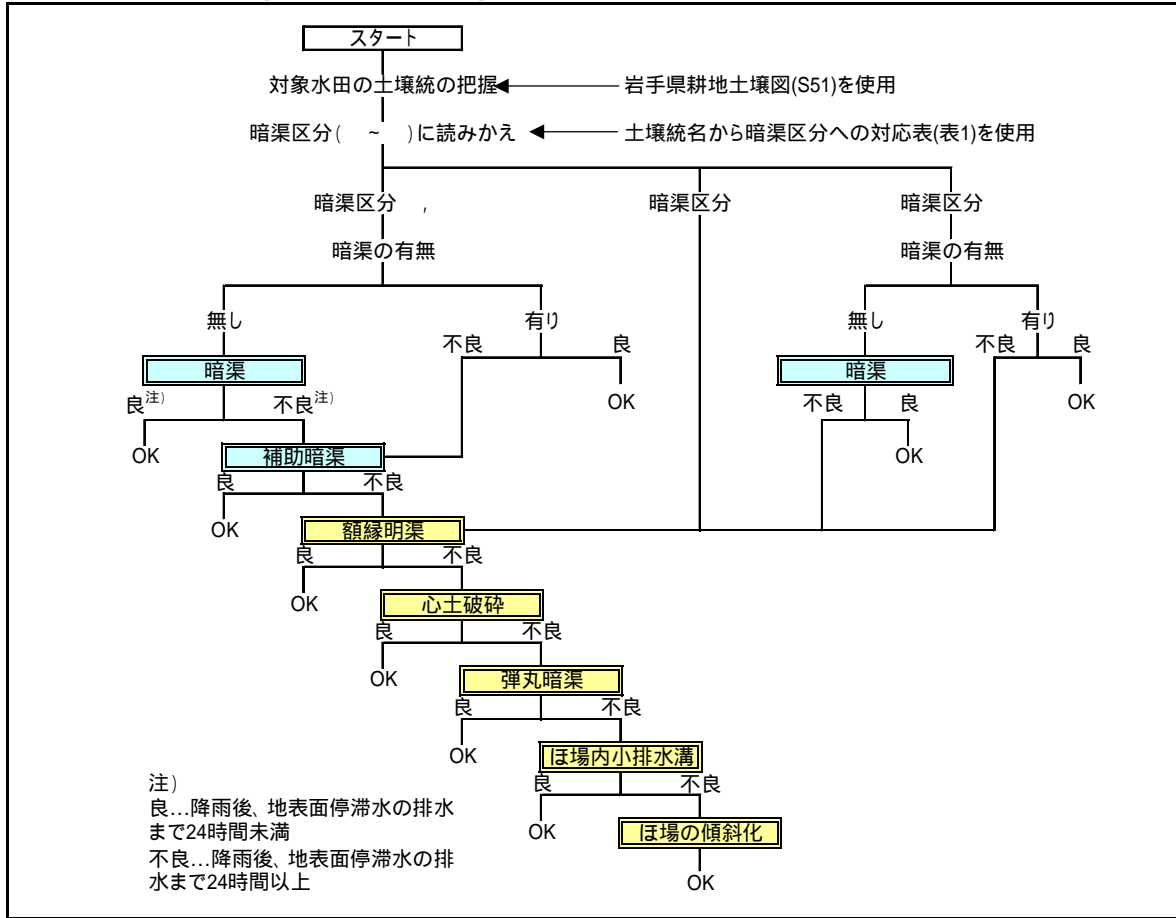 スタート
対象水田の土壌統の把握 岩手県耕地土壌図(S51)を使用
暗渠区分( ~ )に読みかえ 土壌統名から暗渠区分への対応表(表1)を使用
暗渠区分 , 暗渠区分 暗渠区分
暗渠の有無 暗渠の有無
無し 有り 無し 有り
不良 良 不良 良
暗渠 暗渠
良注) 不良注) OK 不良 良 OK
OK 補助暗渠 OK
良 不良
OK 額縁明渠
良 不良
OK 心土破砕
良 不良
OK 弾丸暗渠
良 不良
OK ほ場内小排水溝
良 不良
OK ほ場の傾斜化
OK
注)
良…降雨後、地表面停滞水の排水
まで24時間未満
不良…降雨後、地表面停滞水の排
水まで24時間以上